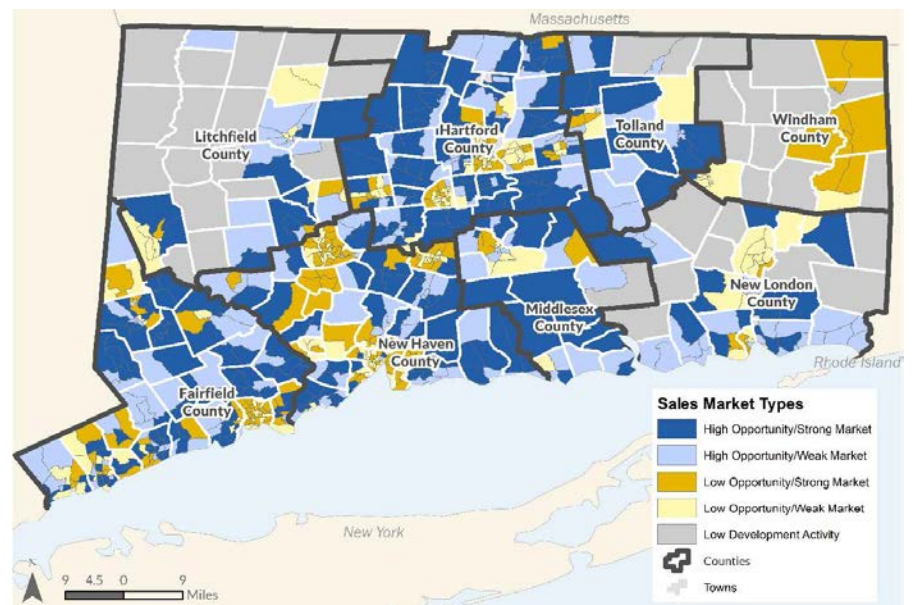 Massachusetts
Litchfield
County
Hartford
County
Tolland
County
Windham
County
New London
County
Middlesex
County
New Haven
County
Fairfield
County
Rhode Island
New York
Sales Market Types
High Opportunity/Strong Market
High Opportunity/Weak Market
Low Opportunity/Strong Market
Low Opportunity/Weak Market
Low Development Activity
Counties
Towns
N
9 4.5 0 9
Miles